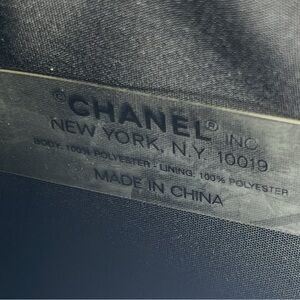 ©CHANEL® INC
NEW YORK, N.Y. 10019
BODY: 100% POLYESTER : LINING: 100% POLYESTER
MADE IN CHINA